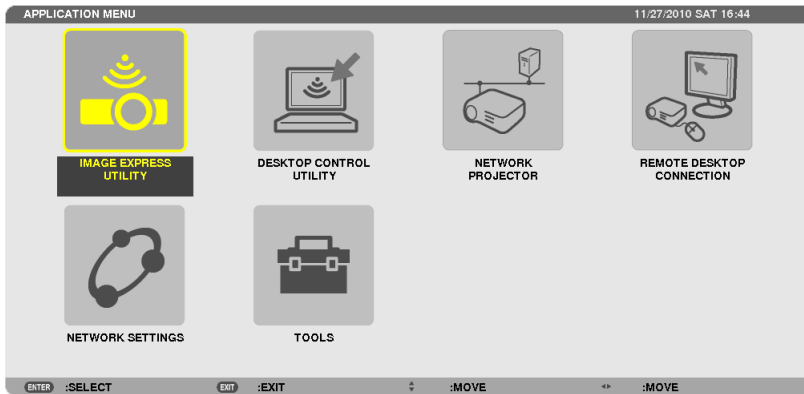 APPLICATION MENU 11/27/2010 SAT 16:44
IMAGE EXPRESS
UTILITY
DESKTOP CONTROL
UTILITY
NETWORK
PROJECTOR
REMOTE DESKTOP
CONNECTION
NETWORK SETTINGS
TOOLS
ENTER :SELECT EXIT :EXIT :MOVE :MOVE